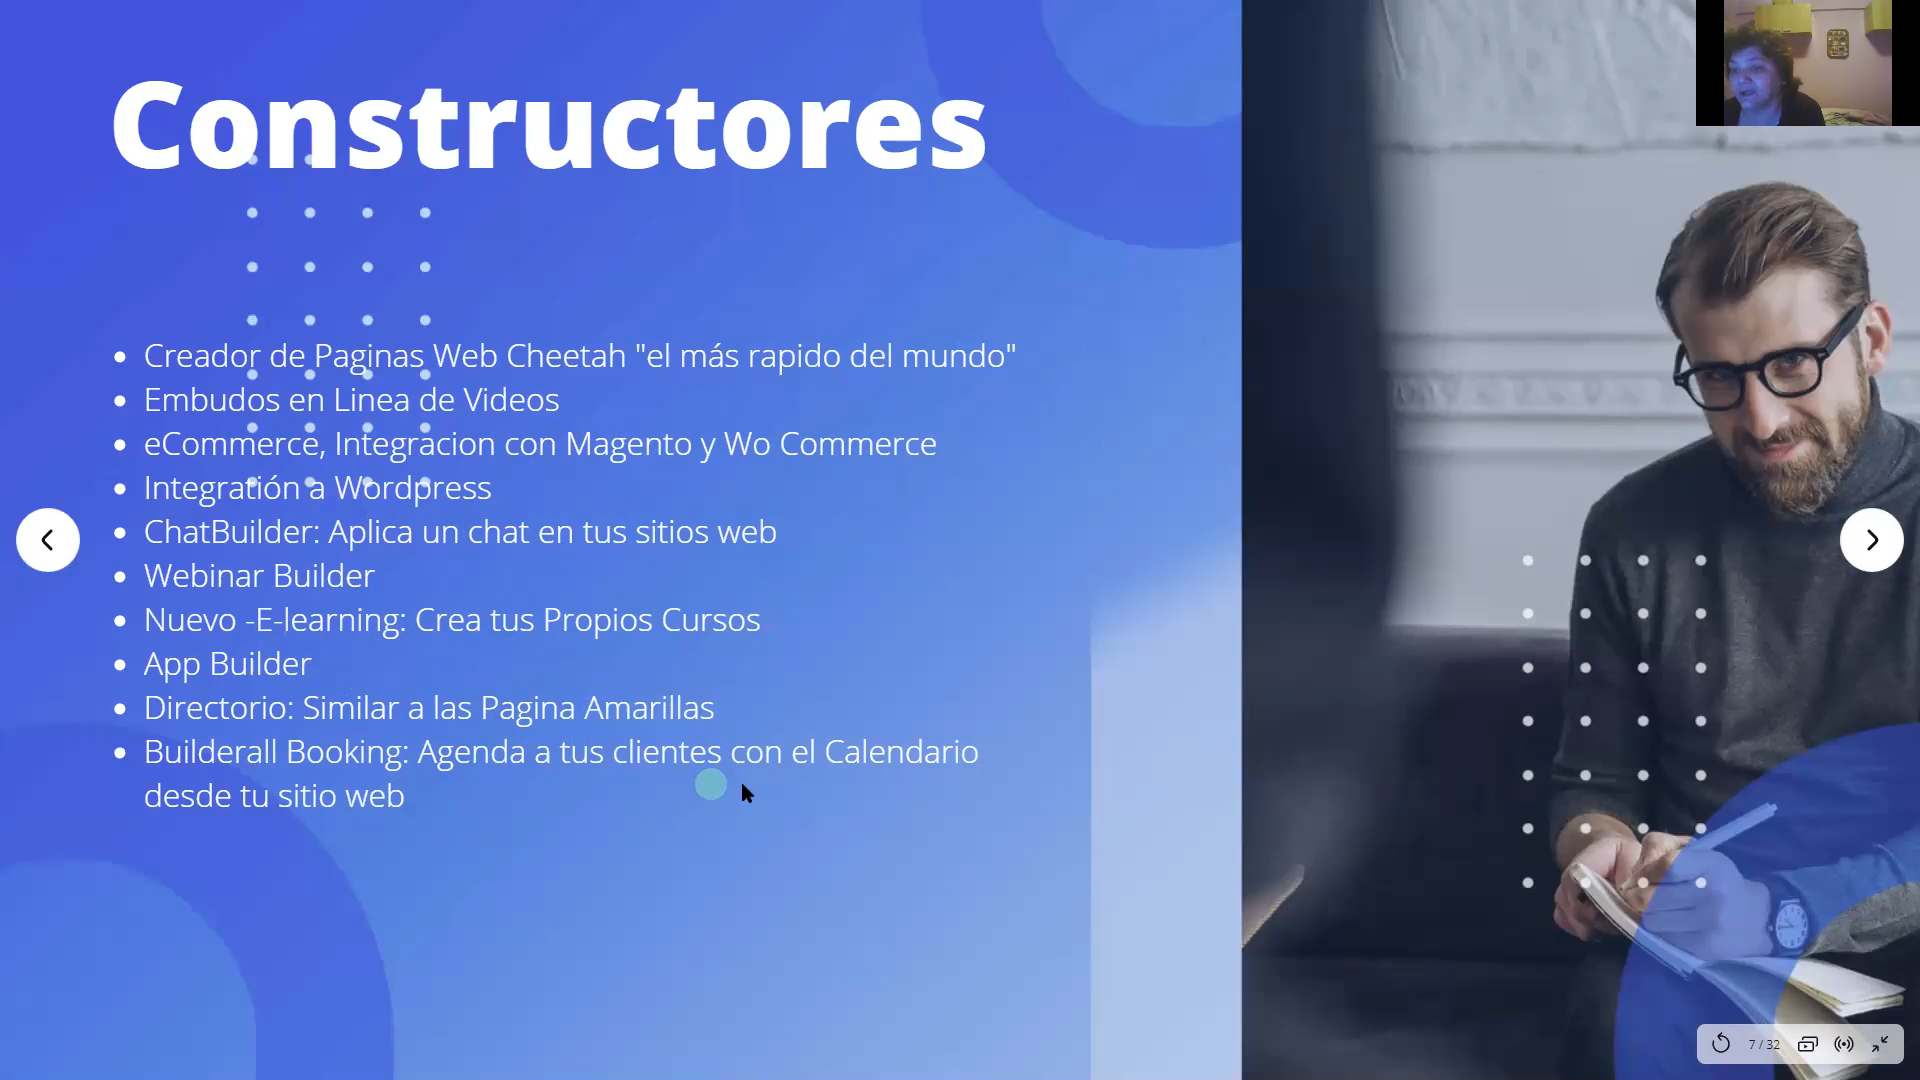 Constructores
Creador de Paginas Web Cheetah "el más rapido del mundo"
Embudos en Linea de Videos
eCommerce, Integracion con Magento y Wo Commerce
Integratión a Wordpress
ChatBuilder: Aplica un chat en tus sitios web
Webinar Builder
Nuevo -E-learning: Crea tus Propios Cursos
App Builder
Directorio: Similar a las Pagina Amarillas
Builderall Booking: Agenda a tus clientes con el Calendario
desde tu sitio web
7 / 32